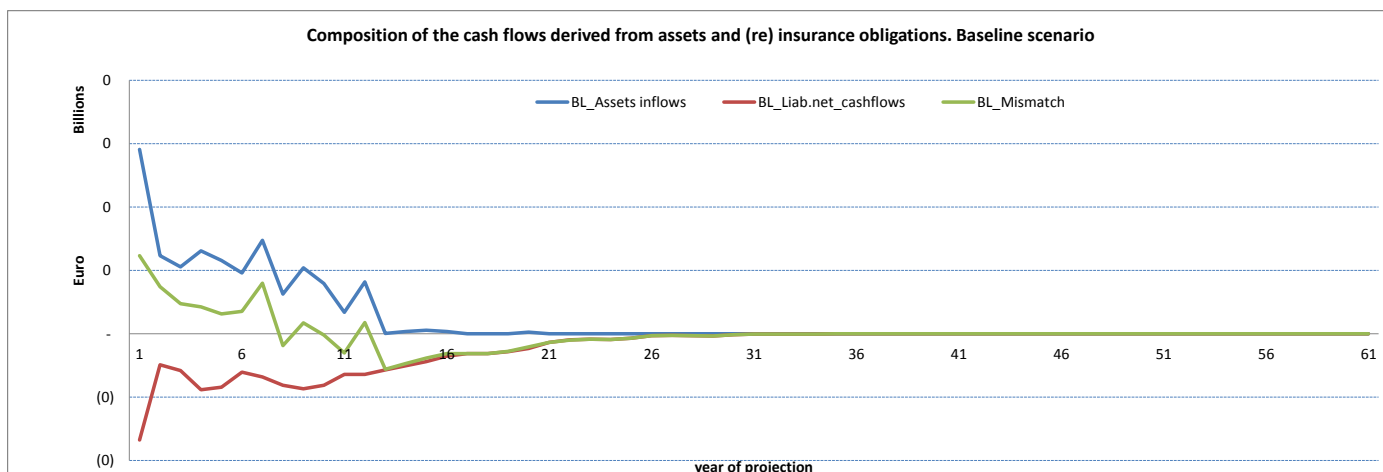 Composition of the cash flows derived from assets and (re) insurance obligations. Baseline scenario
Billions
Euro
0
0
0
0
-
(0)
(0)
BL_Assets inflows BL_Liab.net_cashflows BL_Mismatch
1 6 11 16 21 26 31 36 41 46 51 56 61
year of projection